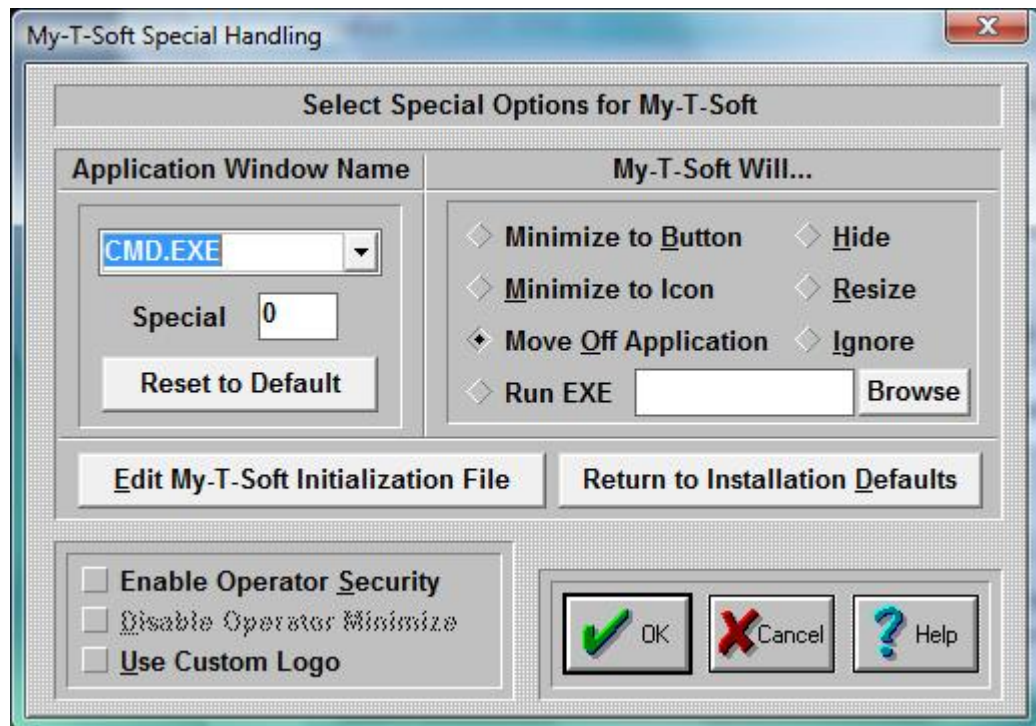 My-T-Soft Special Handling
Select Special Options for My-T-Soft
Application Window Name
My-T-Soft Will...
CMD.EXE
Special 0
Reset to Default
Minimize to Button Hide
Minimize to Icon Resize
Move Off Application Ignore
Run EXE Browse
Edit My-T-Soft Initialization File
Return to Installation Defaults
Enable Operator Security
Disable Operator Minimize
Use Custom Logo
OK
Cancel
Help